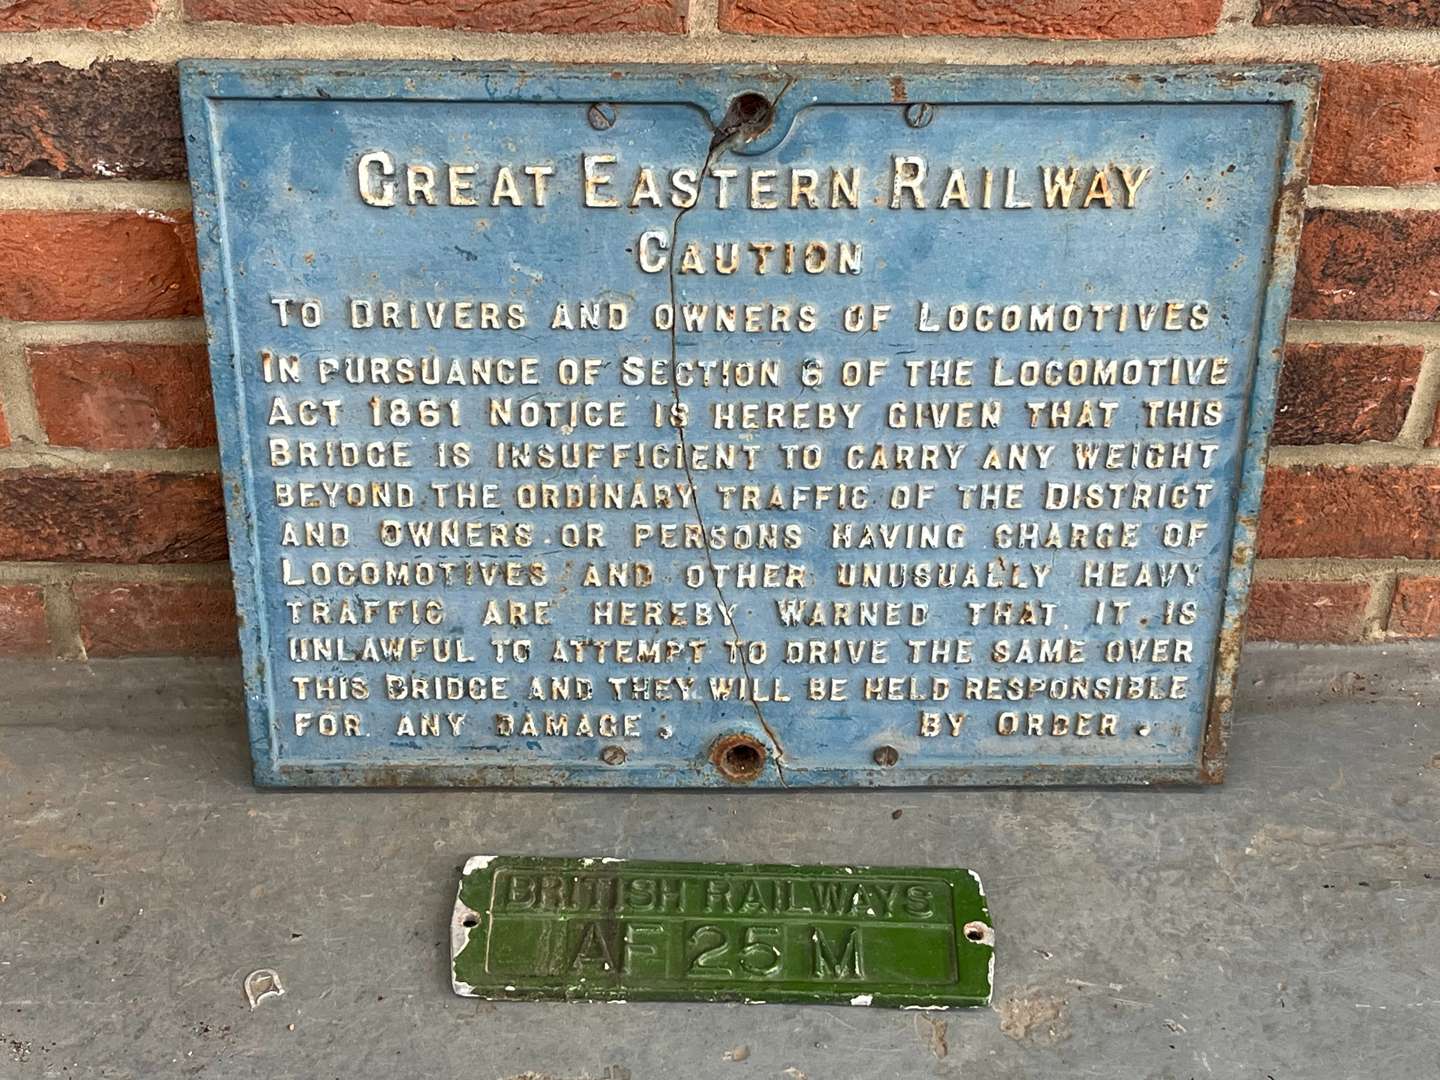 GREAT EASTERN RAILWAY
CAUTION
TO DRIVERS AND OWNERS OF LOCOMOTIVES
IN PURSUANCE OF SECTION 6 OF THE LOCOMOTIVE
ACT 1861 NOTICE IS HEREBY GIVEN THAT THIS
BRIDGE IS INSUFFICIENT TO CARRY ANY WEIGHT
BEYOND THE ORDINARY TRAFFIC OF THE DISTRICT
AND OWNERS OR PERSONS HAVING CHARGE OF
LOCOMOTIVES AND OTHER UNUSUALLY HEAVY
TRAFFIC ARE HEREBY WARNED THAT IT IS
UNLAWFUL TO ATTEMPT TO DRIVE THE SAME OVER
THIS BRIDGE AND THEY WILL BE HELD RESPONSIBLE
FOR ANY DAMAGE; BY ORDER.
BRITISH RAILWAYS
AF 25 M